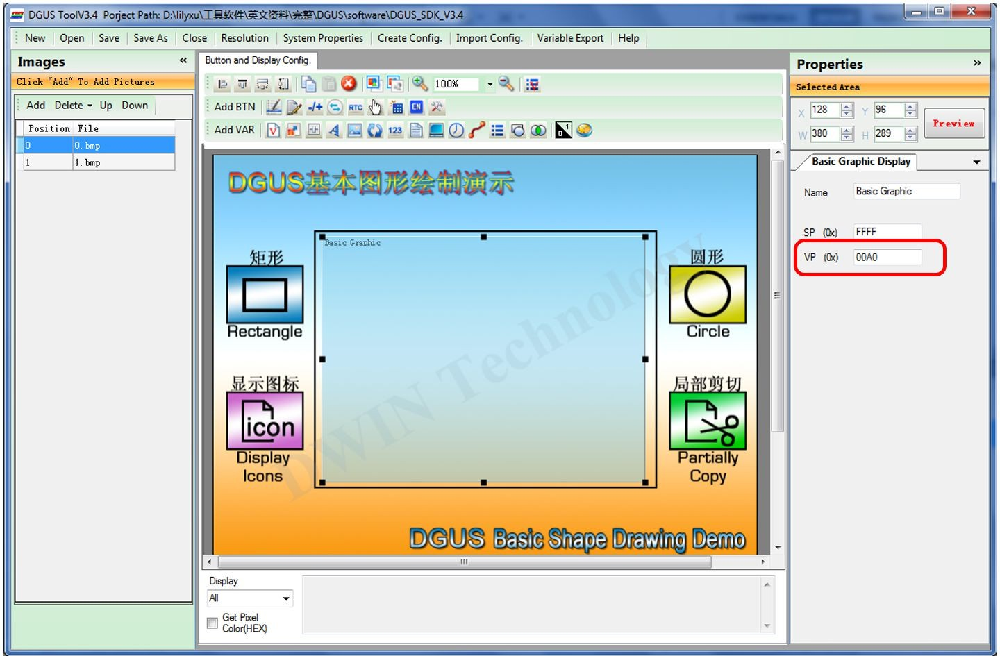 DGUS ToolV3.4 Porject Path: D:\lilyxu\工具软件\英文资料\完整\DGUS\software\DGUS_SDK_V3.4
New Open Save Save As Close Resolution System Properties Create Config. Import Config. Variable Export Help
Images «
Click "Add" To Add Pictures
Add Delete Up Down
Position File
0 0.bmp
1 1.bmp
Button and Display Config.
100%
Add BTN -/+ RTC EN
Add VAR V A 123 0 1
DGUS基本图形绘制演示
Basic Graphic
矩形
Rectangle
圆形
Circle
显示图标
icon
Display
Icons
局部剪切
Partially
Copy
DWIN Technology
DGUS Basic Shape Drawing Demo
Display
All
Get Pixel
Color(HEX)
Properties »
Selected Area
X 128 Y 96
W 380 H 289
Preview
Basic Graphic Display
Name Basic Graphic
SP (0x) FFFF
VP (0x) 00A0